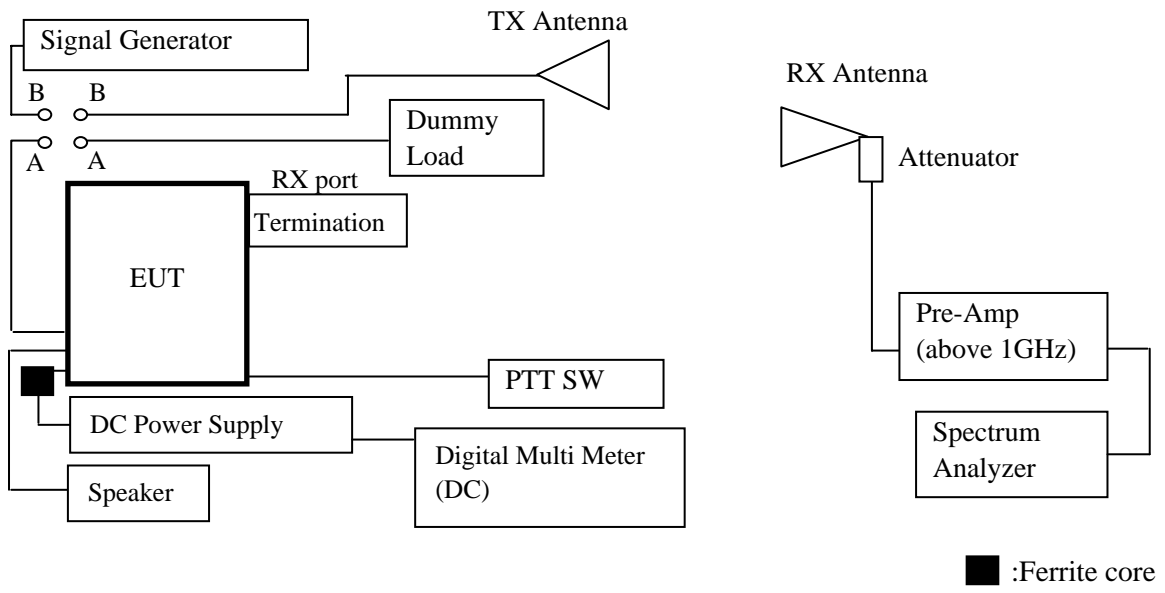 TX Antenna
Signal Generator
RX Antenna
B
B
Dummy
Load
A
A
Attenuator
RX port
Termination
EUT
Pre-Amp
(above 1GHz)
PTT SW
DC Power Supply
Digital Multi Meter
(DC)
Spectrum
Analyzer
Speaker
:Ferrite core